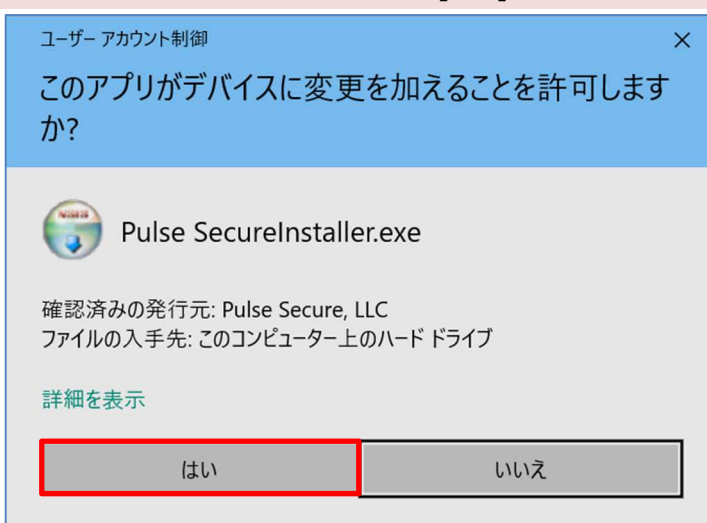 ユーザー アカウント制御
×
このアプリがデバイスに変更を加えることを許可します
か?
Pulse SecureInstaller.exe
確認済みの発行元: Pulse Secure, LLC
ファイルの入手先: このコンピューター上のハード ドライブ
詳細を表示
はい
いいえ